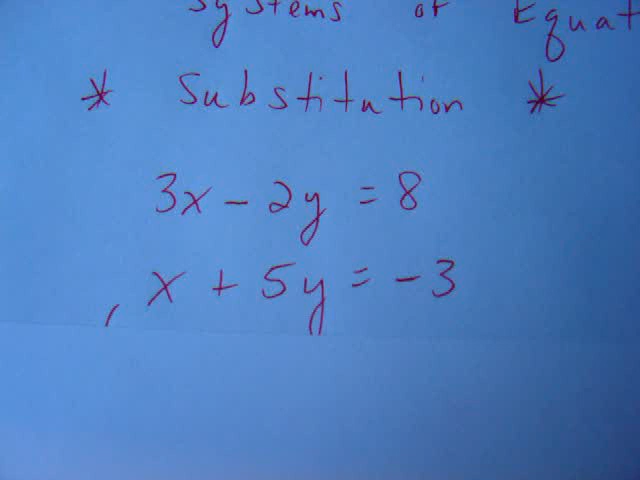 systems of Equat
* Substitution *
3x - 2y = 8
x + 5y = -3